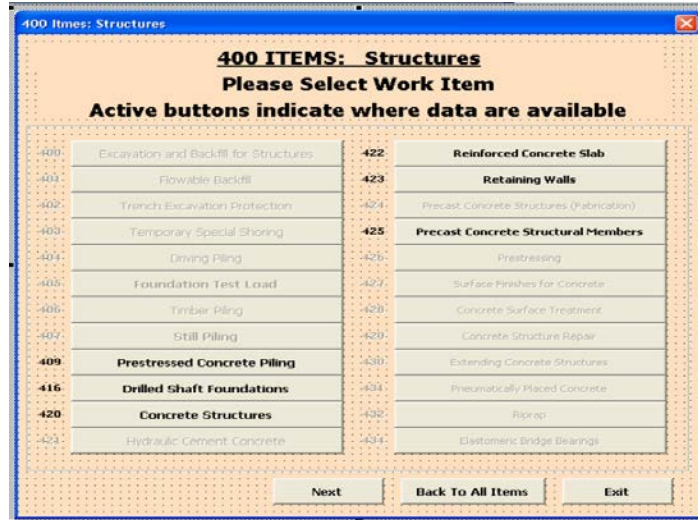 400 Itmes: Structures
400 ITEMS: Structures
Please Select Work Item
Active buttons indicate where data are available
400 Excavation and Backfill for Structures
401 Flowable Backfill
402 Trench Excavation Protection
403 Temporary Special Shoring
404 Driving Piling
405 Foundation Test Load
406 Timber Piling
407 Still Piling
409 Prestressed Concrete Piling
416 Drilled Shaft Foundations
420 Concrete Structures
421 Hydraulic Cement Concrete
422 Reinforced Concrete Slab
423 Retaining Walls
424 Precast Concrete Structures (Fabrication)
425 Precast Concrete Structural Members
426 Prestressing
427 Surface Finishes for Concrete
428 Concrete Surface Treatment
429 Concrete Structure Repair
430 Extending Concrete Structures
431 Pneumatically Placed Concrete
432 Riprap
434 Elastomeric Bridge Bearings
Next Back To All Items Exit